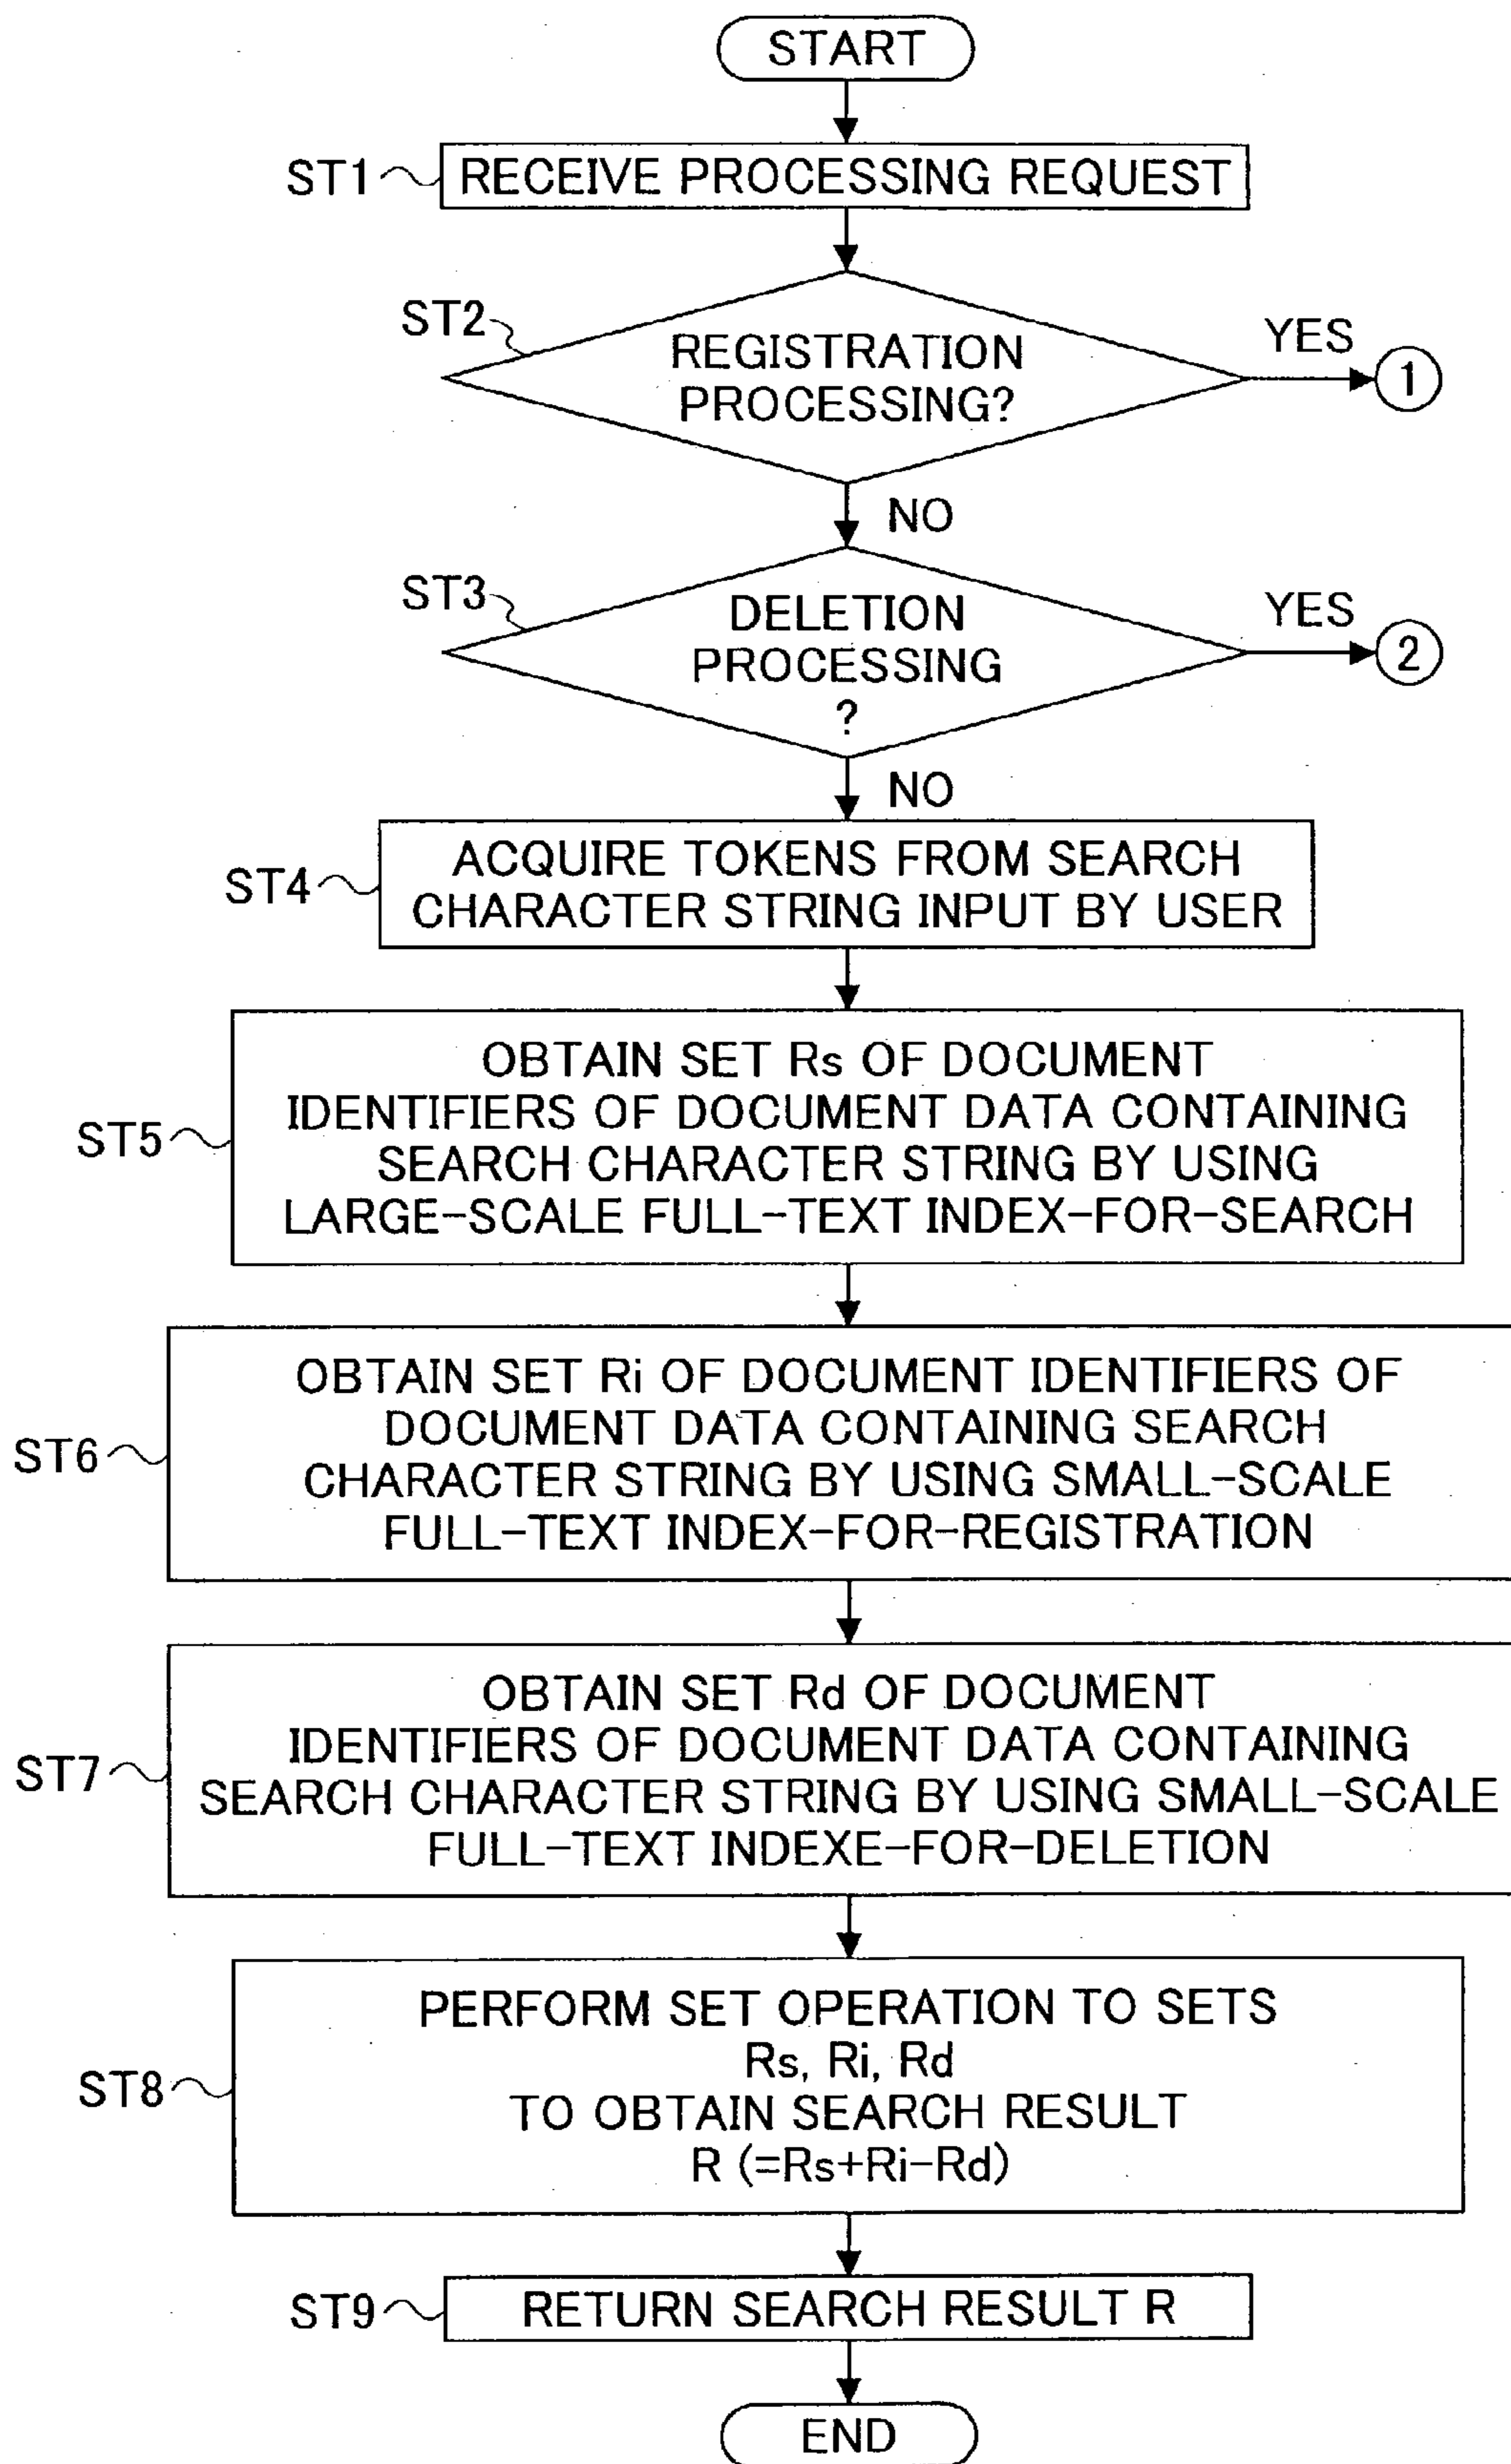 START
ST1
RECEIVE PROCESSING REQUEST
ST2
REGISTRATION
PROCESSING?
YES
1
NO
ST3
DELETION
PROCESSING
?
YES
2
NO
ST4
ACQUIRE TOKENS FROM SEARCH
CHARACTER STRING INPUT BY USER
ST5
OBTAIN SET Rs OF DOCUMENT
IDENTIFIERS OF DOCUMENT DATA CONTAINING
SEARCH CHARACTER STRING BY USING
LARGE-SCALE FULL-TEXT INDEX-FOR-SEARCH
ST6
OBTAIN SET Ri OF DOCUMENT IDENTIFIERS OF
DOCUMENT DATA CONTAINING SEARCH
CHARACTER STRING BY USING SMALL-SCALE
FULL-TEXT INDEX-FOR-REGISTRATION
ST7
OBTAIN SET Rd OF DOCUMENT
IDENTIFIERS OF DOCUMENT DATA CONTAINING
SEARCH CHARACTER STRING BY USING SMALL-SCALE
FULL-TEXT INDEXE-FOR-DELETION
ST8
PERFORM SET OPERATION TO SETS
Rs, Ri, Rd
TO OBTAIN SEARCH RESULT
R (=Rs+Ri-Rd)
ST9
RETURN SEARCH RESULT R
END